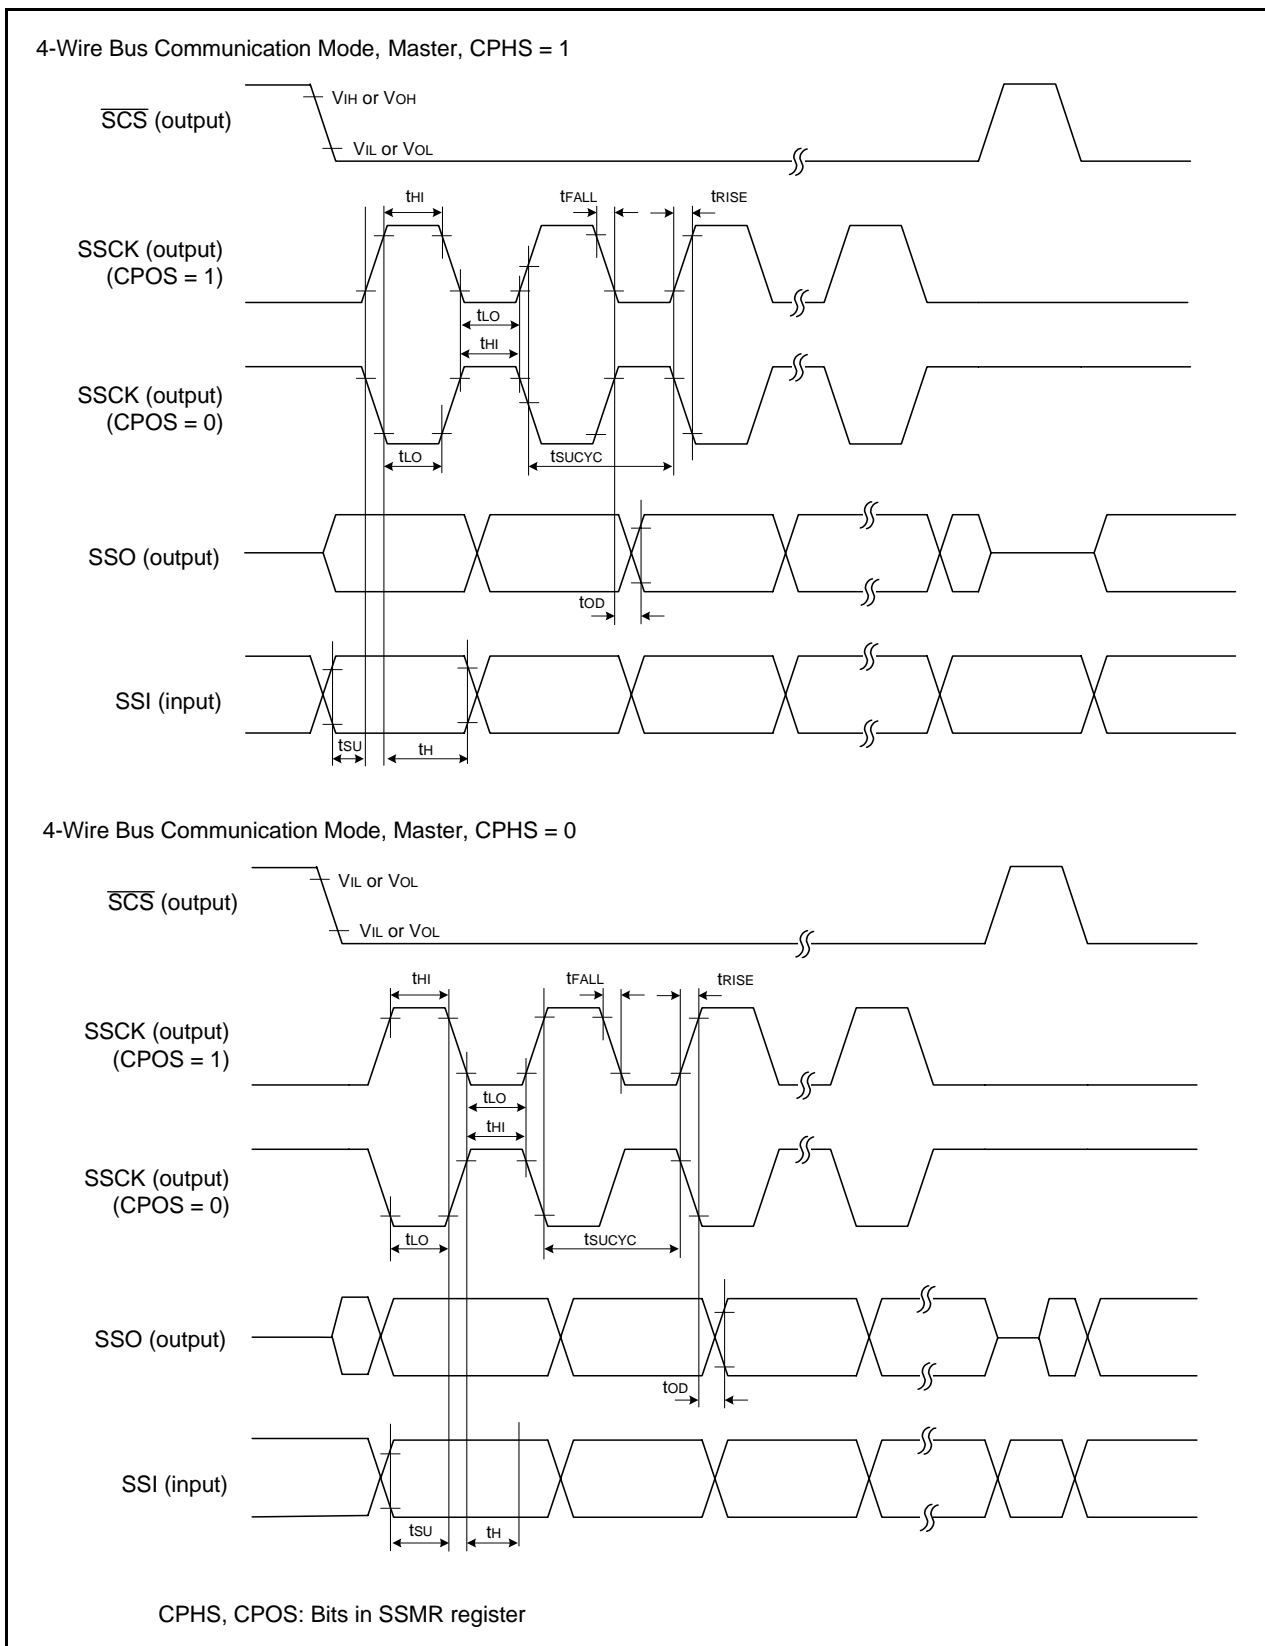 4-Wire Bus Communication Mode, Master, CPHS = 1
VIH or VOH
SCS (output)
VIL or VOL
tHI
tFALL
tRISE
SSCK (output)
(CPOS = 1)
tLO
tHI
SSCK (output)
(CPOS = 0)
tLO
tSUCYC
SSO (output)
tOD
SSI (input)
tSU
tH
4-Wire Bus Communication Mode, Master, CPHS = 0
VIL or VOL
SCS (output)
VIL or VOL
tHI
tFALL
tRISE
SSCK (output)
(CPOS = 1)
tLO
tHI
SSCK (output)
(CPOS = 0)
tLO
tSUCYC
SSO (output)
tOD
SSI (input)
tSU
tH
CPHS, CPOS: Bits in SSMR register